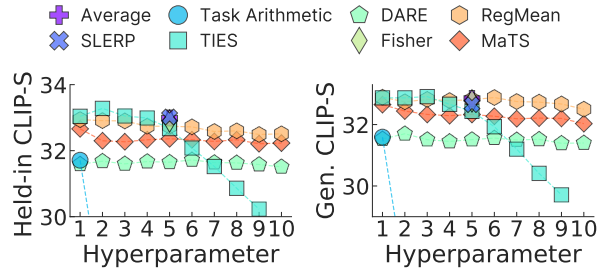 Average Task Arithmetic DARE RegMean
SLERP TIES Fisher MaTS
Held-in CLIP-S
34
32
30
1 2 3 4 5 6 7 8 9 10
Hyperparameter
Gen. CLIP-S
32
30
1 2 3 4 5 6 7 8 9 10
Hyperparameter